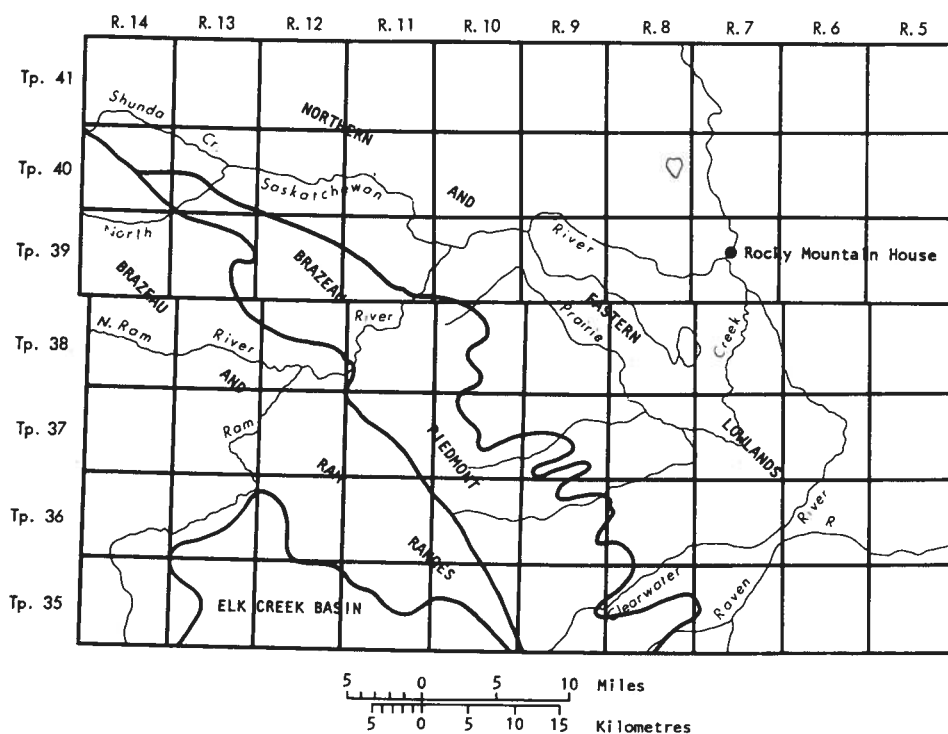 R. 14 R. 13 R. 12 R. 11 R. 10 R. 9 R. 8 R. 7 R. 6 R. 5
Tp. 41
Shunda Cr.
NORTHERN AND EASTERN LOWLANDS
Tp. 40
Saskatchewan
North
River
Tp. 39
Rocky Mountain House
BRAZEAU AND RAM RANGES
BRAZEAU PIEDMONT
N. Ram River
River
Prairie Creek
Tp. 38
Tp. 37
Ram
Tp. 36
River
R
Tp. 35
ELK CREEK BASIN
Clearwater
Raven
5 0 5 10 Miles
5 0 5 10 15
Kilometres